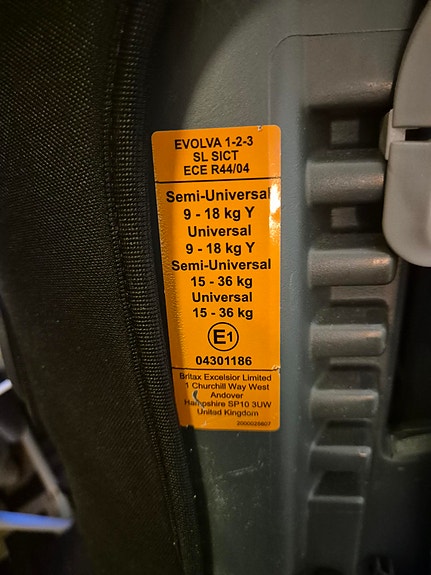 EVOLVA 1-2-3
SL SICT
ECE R44/04
Semi-Universal
9 - 18 kg Y
Universal
9 - 18 kg Y
Semi-Universal
15 - 36 kg
Universal
15 - 36 kg
E1
04301186
Britax Excelsior Limited
1 Churchill Way West
Andover
Hampshire SP10 3UW
United Kingdom